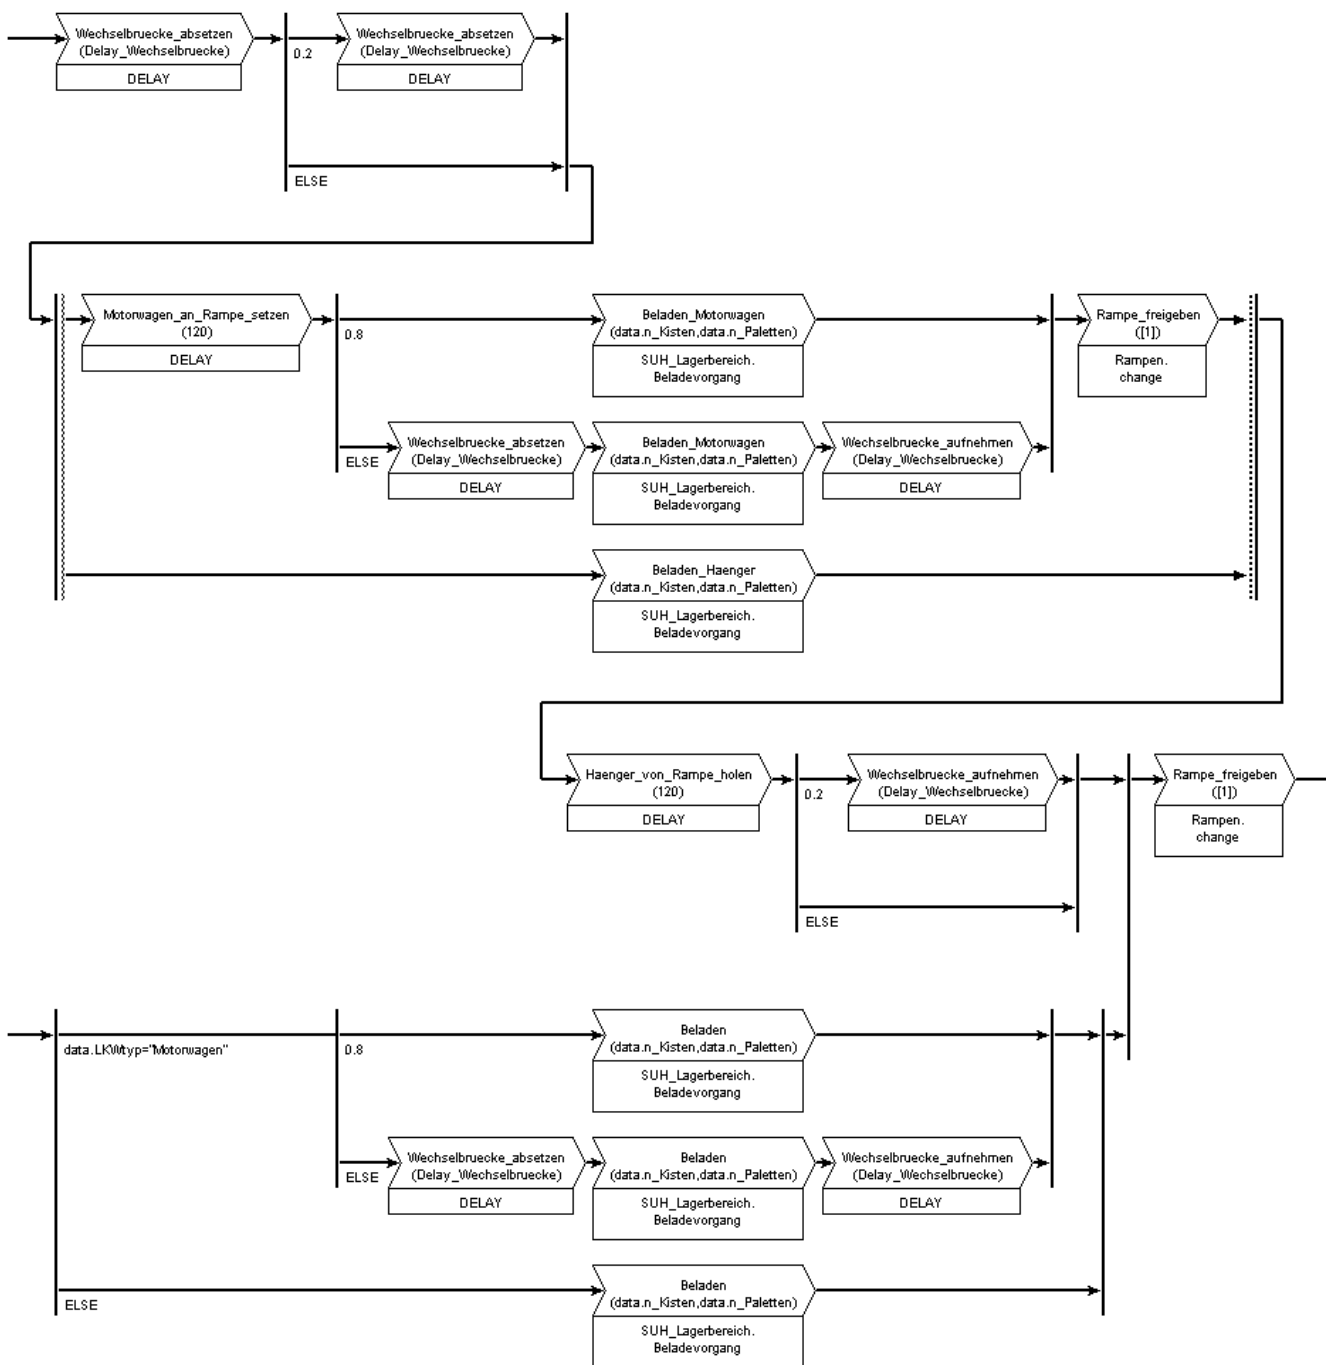 Wechselbruecke_absetzen
(Delay_Wechselbruecke)
DELAY
0.2
Wechselbruecke_absetzen
(Delay_Wechselbruecke)
DELAY
ELSE
Motorwagen_an_Rampe_setzen
(120)
DELAY
0.8
Beladen_Motorwagen
(data.n_Kisten,data.n_Paletten)
SUH_Lagerbereich.
Beladevorgang
Rampe_freigeben
([1])
Rampen.
change
ELSE
Wechselbruecke_absetzen
(Delay_Wechselbruecke)
DELAY
Beladen_Motorwagen
(data.n_Kisten,data.n_Paletten)
SUH_Lagerbereich.
Beladevorgang
Wechselbruecke_aufnehmen
(Delay_Wechselbruecke)
DELAY
Beladen_Haenger
(data.n_Kisten,data.n_Paletten)
SUH_Lagerbereich.
Beladevorgang
Haenger_von_Rampe_holen
(120)
DELAY
0.2
Wechselbruecke_aufnehmen
(Delay_Wechselbruecke)
DELAY
Rampe_freigeben
([1])
Rampen.
change
ELSE
data.LKWtyp="Motorwagen"
0.8
Beladen
(data.n_Kisten,data.n_Paletten)
SUH_Lagerbereich.
Beladevorgang
ELSE
Wechselbruecke_absetzen
(Delay_Wechselbruecke)
DELAY
Beladen
(data.n_Kisten,data.n_Paletten)
SUH_Lagerbereich.
Beladevorgang
Wechselbruecke_aufnehmen
(Delay_Wechselbruecke)
DELAY
ELSE
Beladen
(data.n_Kisten,data.n_Paletten)
SUH_Lagerbereich.
Beladevorgang